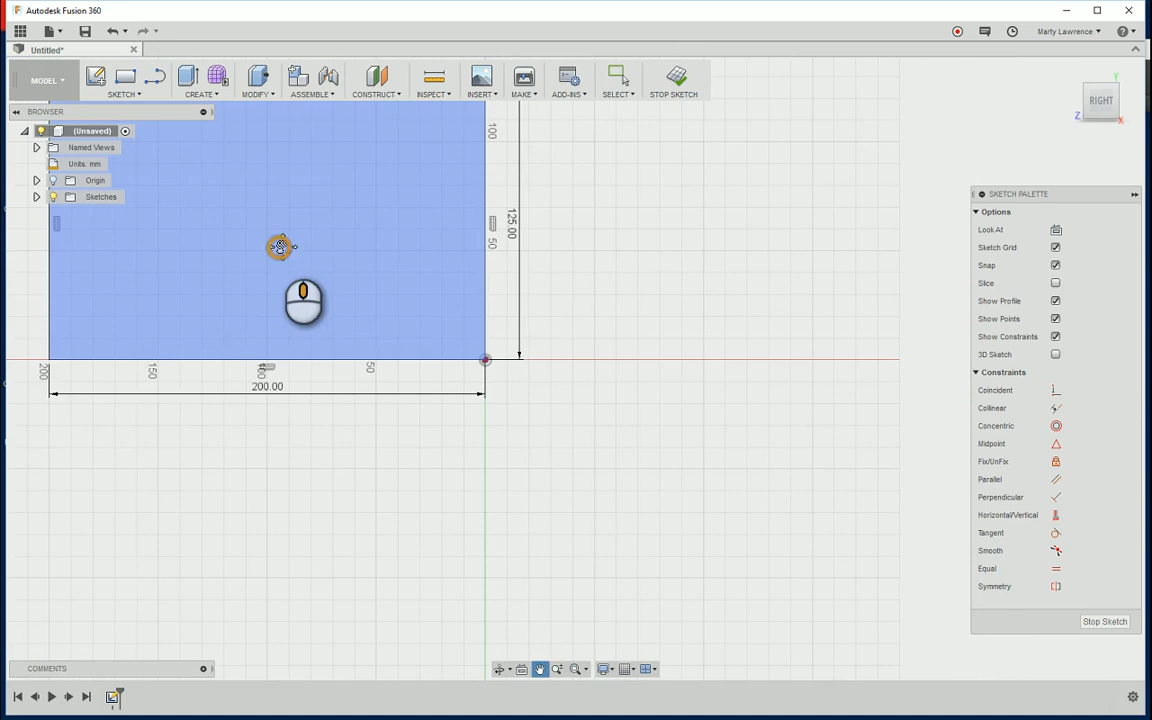 Autodesk Fusion 360
Marty Lawrence
Untitled*
MODEL
SKETCH
CREATE
MODIFY
ASSEMBLE
CONSTRUCT
INSPECT
INSERT
MAKE
ADD-INS
SELECT
STOP SKETCH
BROWSER
(Unsaved)
Named Views
Units: mm
Origin
Sketches
Y
RIGHT
Z
X
100
125.00
50
200
150
100
50
200.00
SKETCH PALETTE
Options
Look At
Sketch Grid
Snap
Slice
Show Profile
Show Points
Show Constraints
3D Sketch
Constraints
Coincident
Collinear
Concentric
Midpoint
Fix/UnFix
Parallel
Perpendicular
Horizontal/Vertical
Tangent
Smooth
Equal
Symmetry
Stop Sketch
COMMENTS